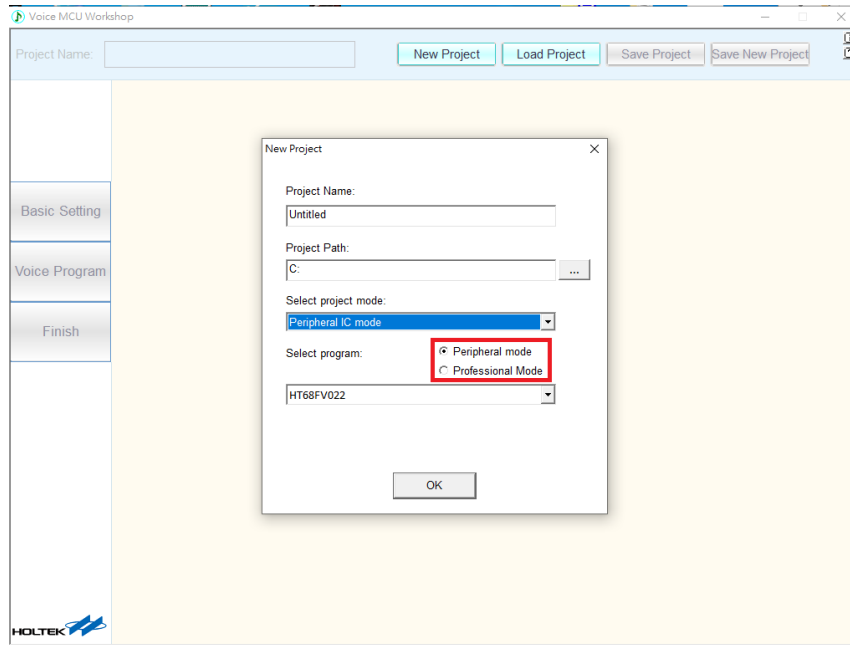 Voice MCU Workshop
Project Name:
New Project
Load Project
Save Project
Save New Project
New Project
Project Name:
Untitled
Basic Setting
Project Path:
C:
...
Voice Program
Select project mode:
Peripheral IC mode
Finish
Select program:
Peripheral mode
Professional Mode
HT68FV022
OK
HOLTEK